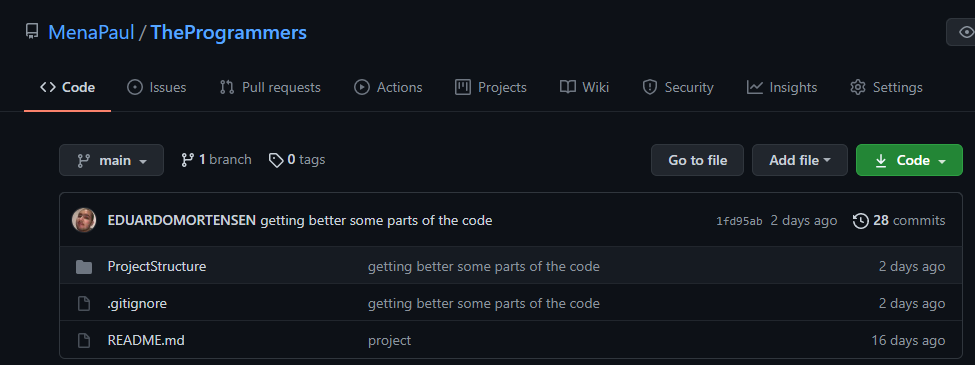 MenaPaul / TheProgrammers
Code Issues Pull requests Actions Projects Wiki Security Insights Settings
main 1 branch 0 tags Go to file Add file Code
EDUARDOMORTENSEN getting better some parts of the code 1fd95ab 2 days ago 28 commits
ProjectStructure getting better some parts of the code 2 days ago
.gitignore getting better some parts of the code 2 days ago
README.md project 16 days ago